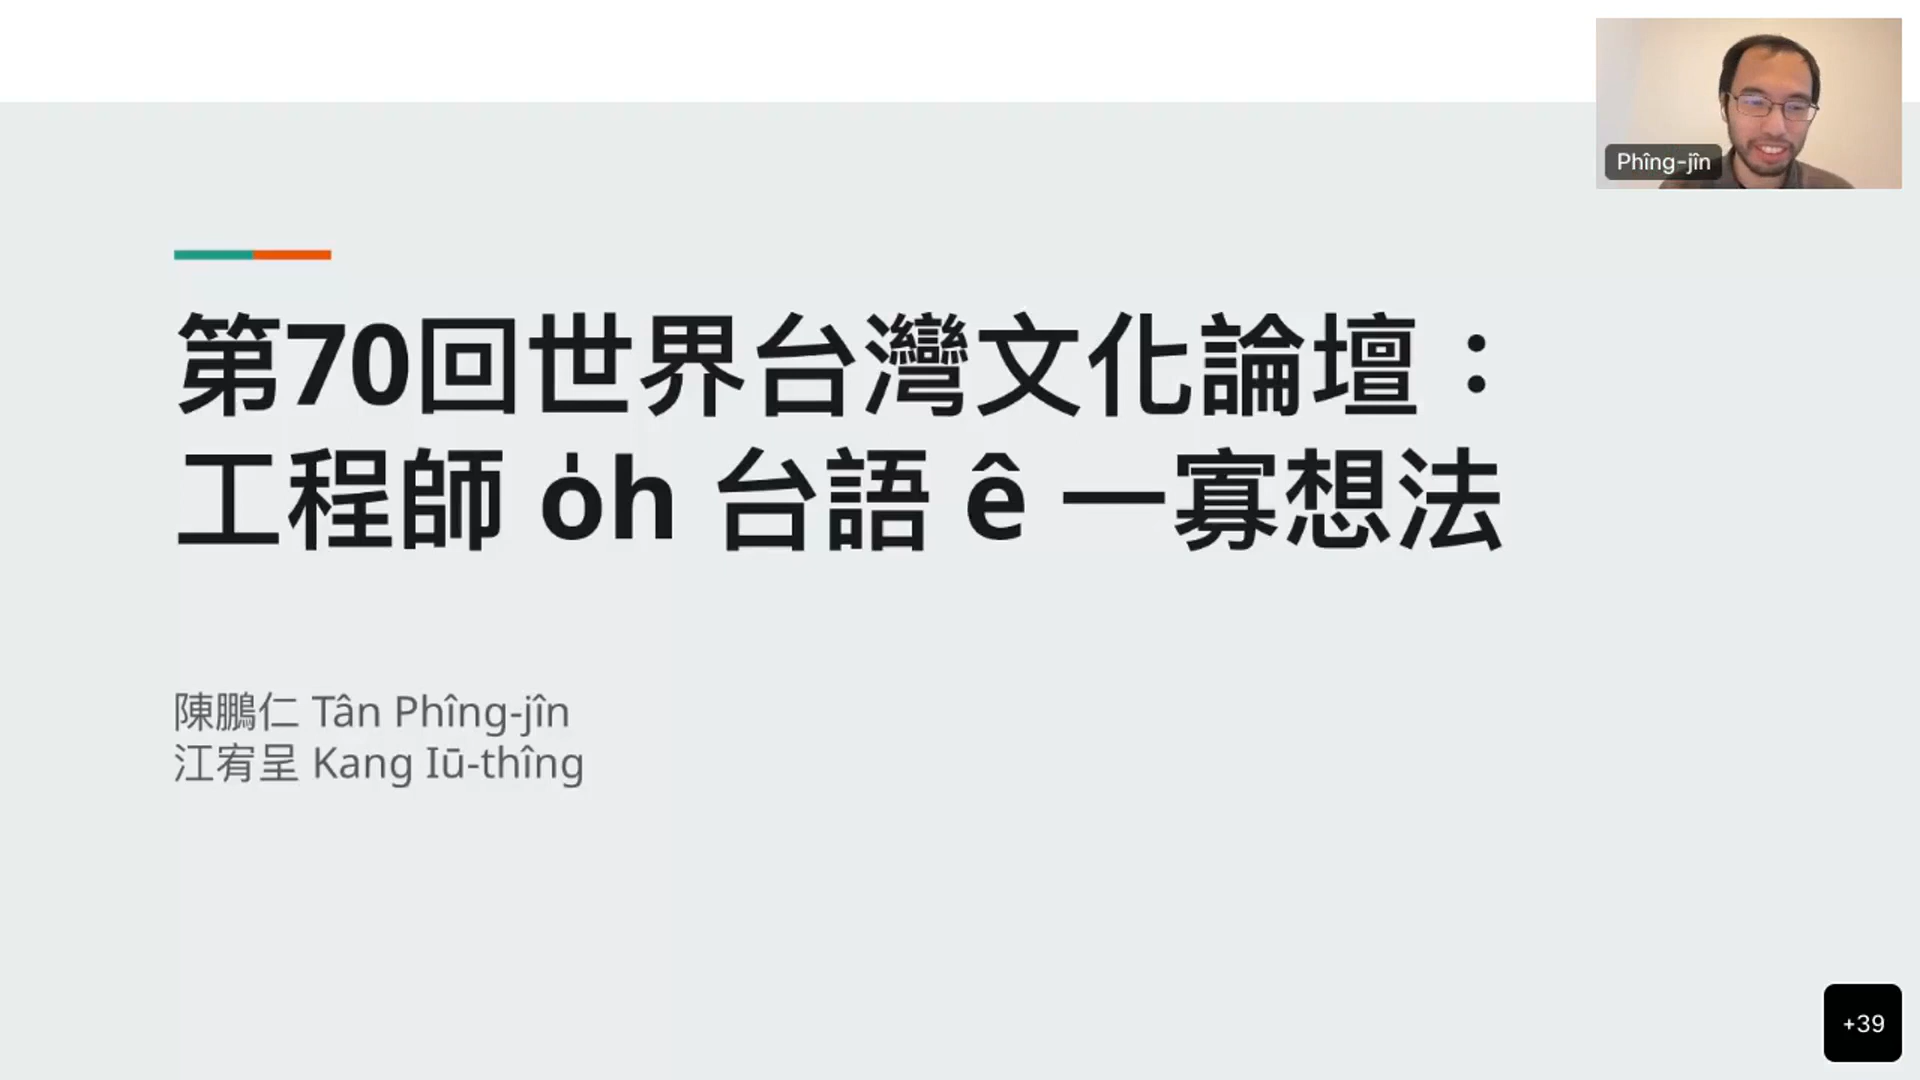 Phîng-jîn
第70回世界台灣文化論壇：
工程師 o̍h 台語 ê 一寡想法
陳鵬仁 Tân Phîng-jîn
江宥呈 Kang Iū-thîng
+39